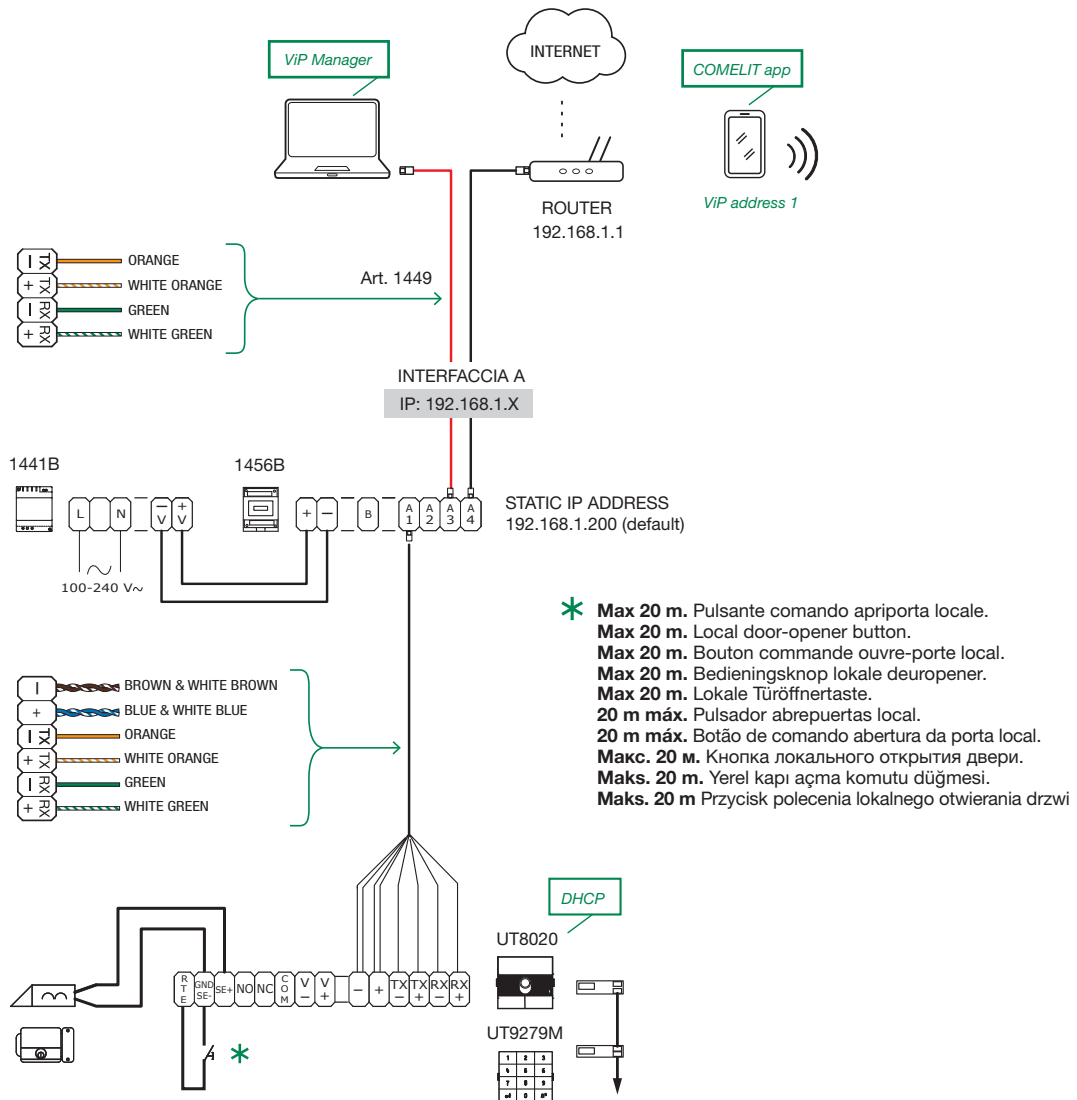 ViP Manager
INTERNET
COMELIT app
ViP address 1
ROUTER
192.168.1.1
TX − ORANGE
TX + WHITE ORANGE
RX − GREEN
RX + WHITE GREEN
Art. 1449
INTERFACCIA A
IP: 192.168.1.X
1441B
1456B
L N V− V+
+ − B A1 A2 A3 A4
STATIC IP ADDRESS
192.168.1.200 (default)
100-240 V~
* Max 20 m. Pulsante comando apriporta locale.
Max 20 m. Local door-opener button.
Max 20 m. Bouton commande ouvre-porte local.
Max 20 m. Bedieningsknop lokale deuropener.
Max 20 m. Lokale Türöffnertaste.
20 m máx. Pulsador abrepuertas local.
20 m máx. Botão de comando abertura da porta local.
Макс. 20 м. Кнопка локального открытия двери.
Maks. 20 m. Yerel kapı açma komutu düğmesi.
Maks. 20 m Przycisk polecenia lokalnego otwierania drzwi
− BROWN & WHITE BROWN
+ BLUE & WHITE BLUE
TX − ORANGE
TX + WHITE ORANGE
RX − GREEN
RX + WHITE GREEN
DHCP
UT8020
RTE GND SE- SE+ NO NC COM V− V+ − + TX− TX+ RX− RX+
*
UT9279M
1 2 3
7 8 9